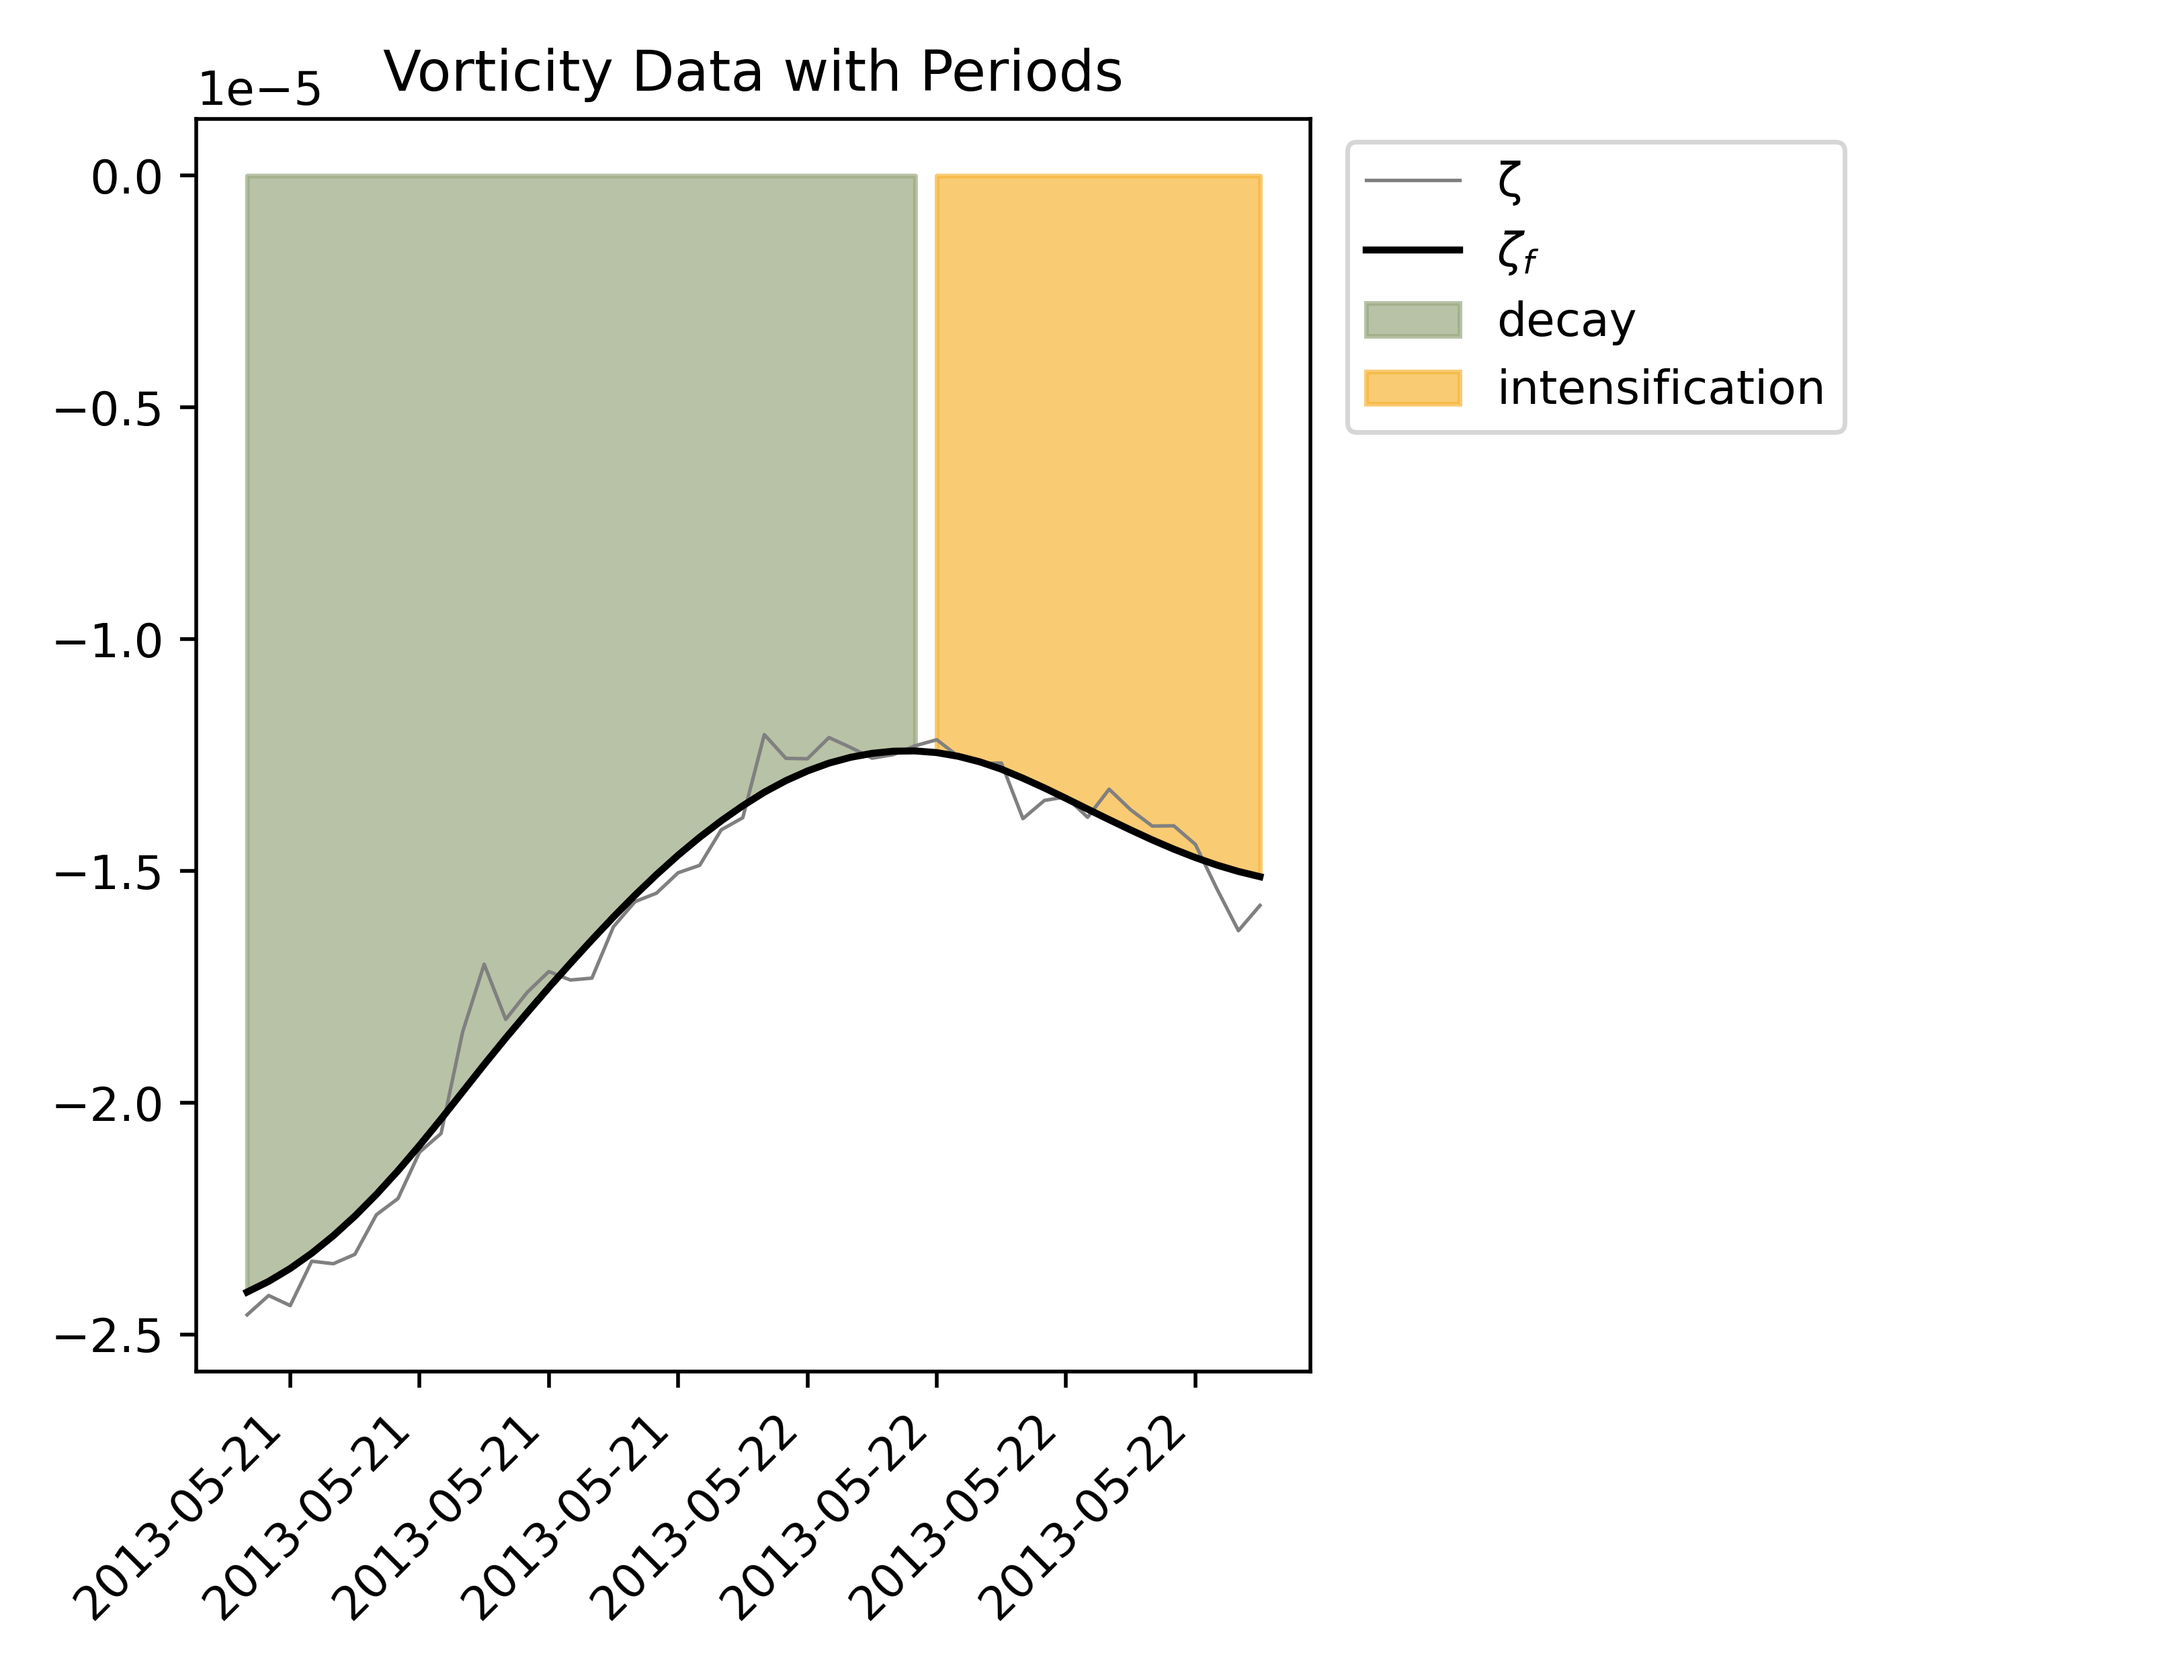 Vorticity Data with Periods
1e−5
0.0
−0.5
−1.0
−1.5
−2.0
−2.5
2013-05-21
2013-05-21
2013-05-21
2013-05-21
2013-05-22
2013-05-22
2013-05-22
2013-05-22
ζ
ζf
decay
intensification